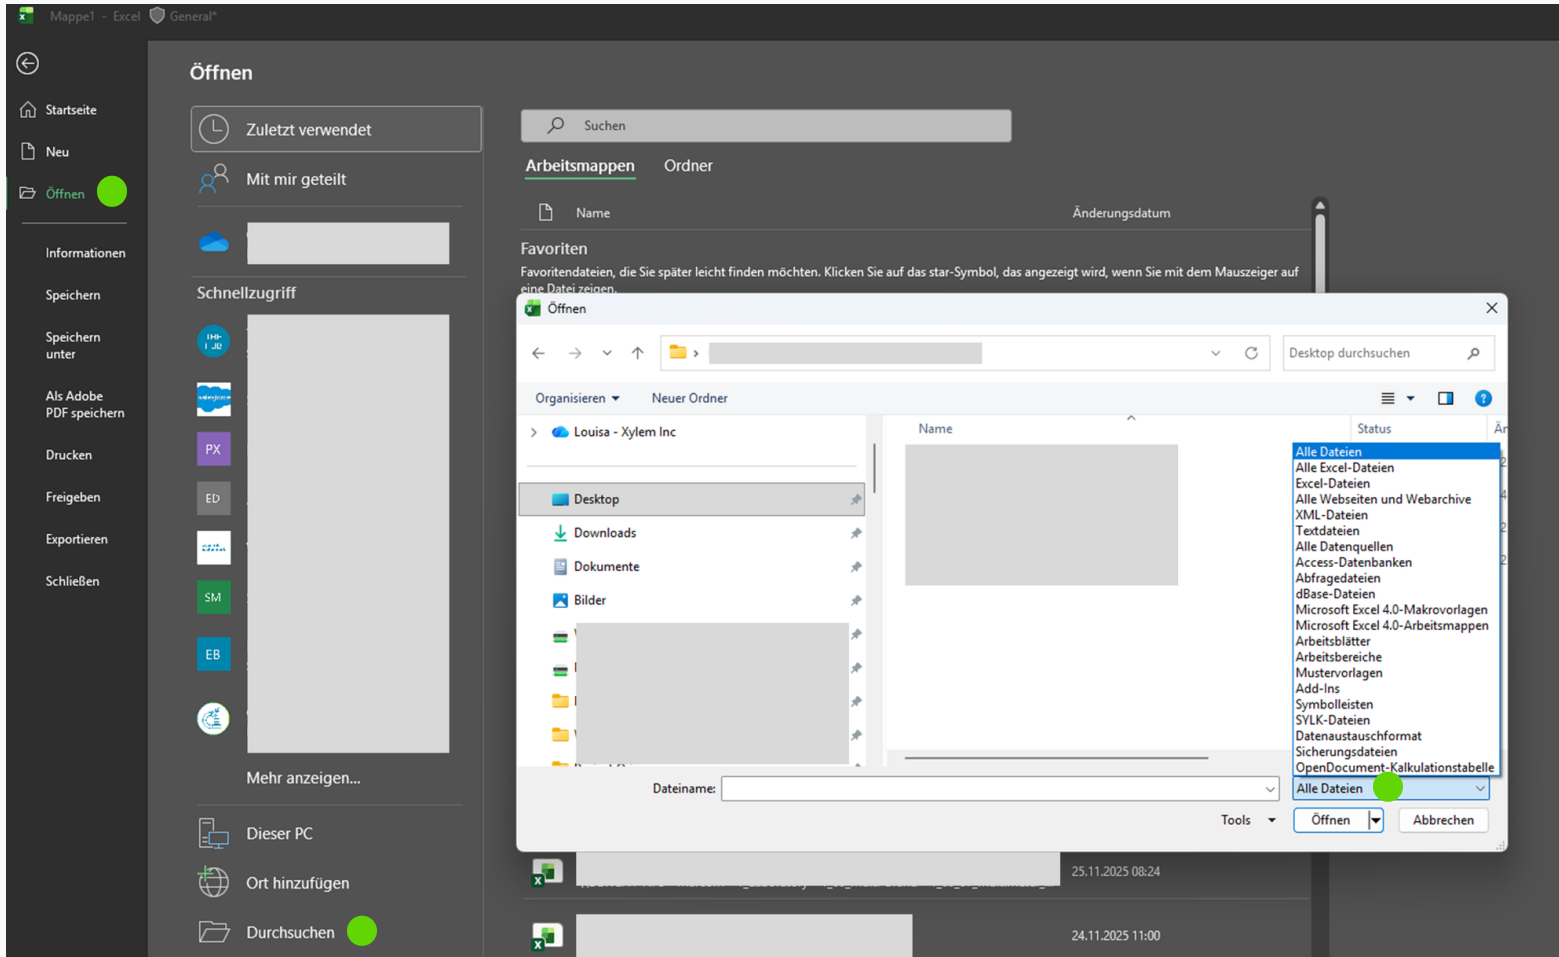 Mappe1 - Excel
General*
Öffnen
Startseite
Neu
Öffnen
Informationen
Speichern
Speichern
unter
Als Adobe
PDF speichern
Drucken
Freigeben
Exportieren
Schließen
Zuletzt verwendet
Mit mir geteilt
Schnellzugriff
PX
ED
SM
EB
Mehr anzeigen...
Dieser PC
Ort hinzufügen
Durchsuchen
Suchen
Arbeitsmappen
Ordner
Name
Änderungsdatum
Favoriten
Favoritendateien, die Sie später leicht finden möchten. Klicken Sie auf das star-Symbol, das angezeigt wird, wenn Sie mit dem Mauszeiger auf
eine Datei zeigen.
Öffnen
Desktop durchsuchen
Organisieren
Neuer Ordner
Louisa - Xylem Inc
Desktop
Downloads
Dokumente
Bilder
Name
Status
Alle Dateien
Alle Excel-Dateien
Excel-Dateien
Alle Webseiten und Webarchive
XML-Dateien
Textdateien
Alle Datenquellen
Access-Datenbanken
Abfragedateien
dBase-Dateien
Microsoft Excel 4.0-Makrovorlagen
Microsoft Excel 4.0-Arbeitsmappen
Arbeitsblätter
Arbeitsbereiche
Mustervorlagen
Add-Ins
Symbolleisten
SYLK-Dateien
Datenaustauschformat
Sicherungsdateien
OpenDocument-Kalkulationstabelle
Dateiname:
Alle Dateien
Tools
Öffnen
Abbrechen
25.11.2025 08:24
24.11.2025 11:00